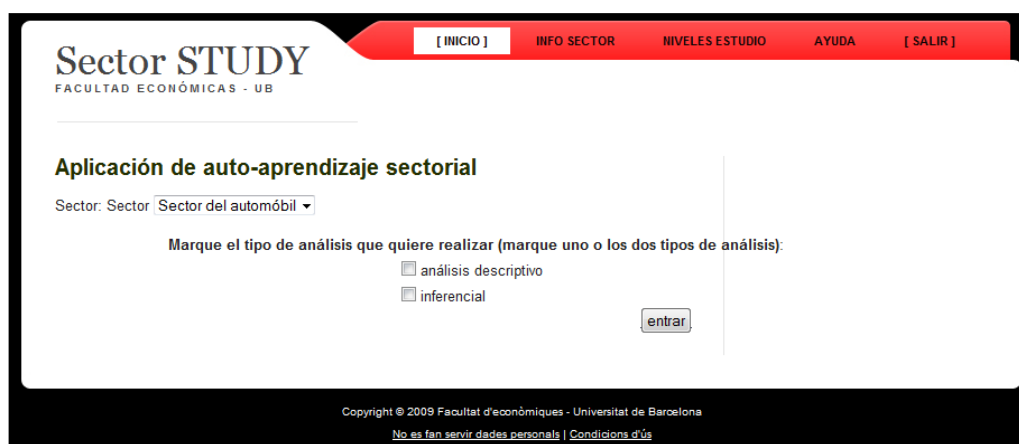 [ INICIO ] INFO SECTOR NIVELES ESTUDIO AYUDA [ SALIR ]
Sector STUDY
FACULTAD ECONÓMICAS - UB
Aplicación de auto-aprendizaje sectorial
Sector: Sector Sector del automóbil
Marque el tipo de análisis que quiere realizar (marque uno o los dos tipos de análisis):
análisis descriptivo
inferencial
entrar
Copyright © 2009 Facultat d'econòmiques - Universitat de Barcelona
No es fan servir dades personals | Condicions d'ús